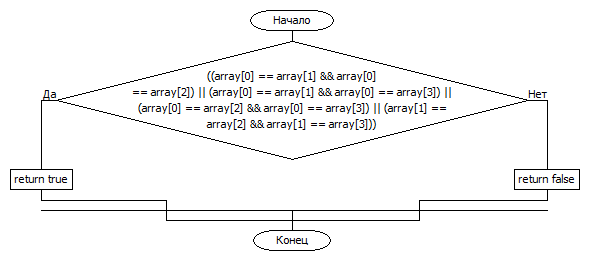 Начало
((array[0] == array[1] && array[0]
== array[2]) || (array[0] == array[1] && array[0] == array[3]) ||
(array[0] == array[2] && array[0] == array[3]) || (array[1] ==
array[2] && array[1] == array[3]))
Да
Нет
return true
return false
Конец